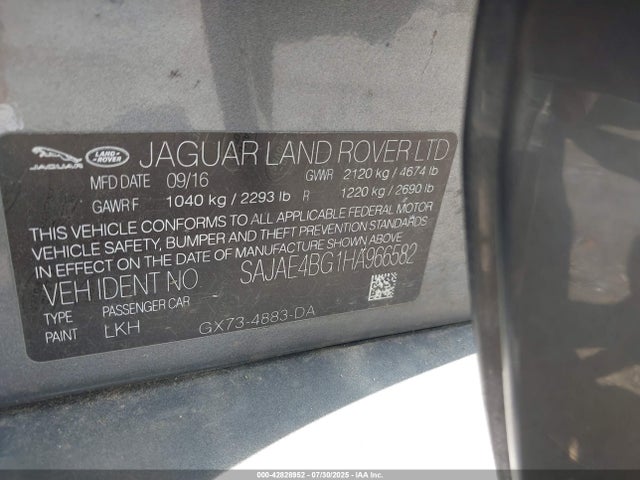 JAGUAR
LAND ROVER
JAGUAR LAND ROVER LTD
MFD DATE 09/16 GWR 2120 kg / 4674 lb
GAWR F 1040 kg / 2293 lb R 1220 kg / 2690 lb
THIS VEHICLE CONFORMS TO ALL APPLICABLE FEDERAL MOTOR
VEHICLE SAFETY, BUMPER AND THEFT PREVENTION STANDARDS
IN EFFECT ON THE DATE OF MANUFACTURE SHOWN ABOVE
VEH IDENT NO SAJAE4BG1HA966582
TYPE PASSENGER CAR
PAINT LKH GX73-4883-DA
000-42828952 - 07/30/2025 - IAAI.COM